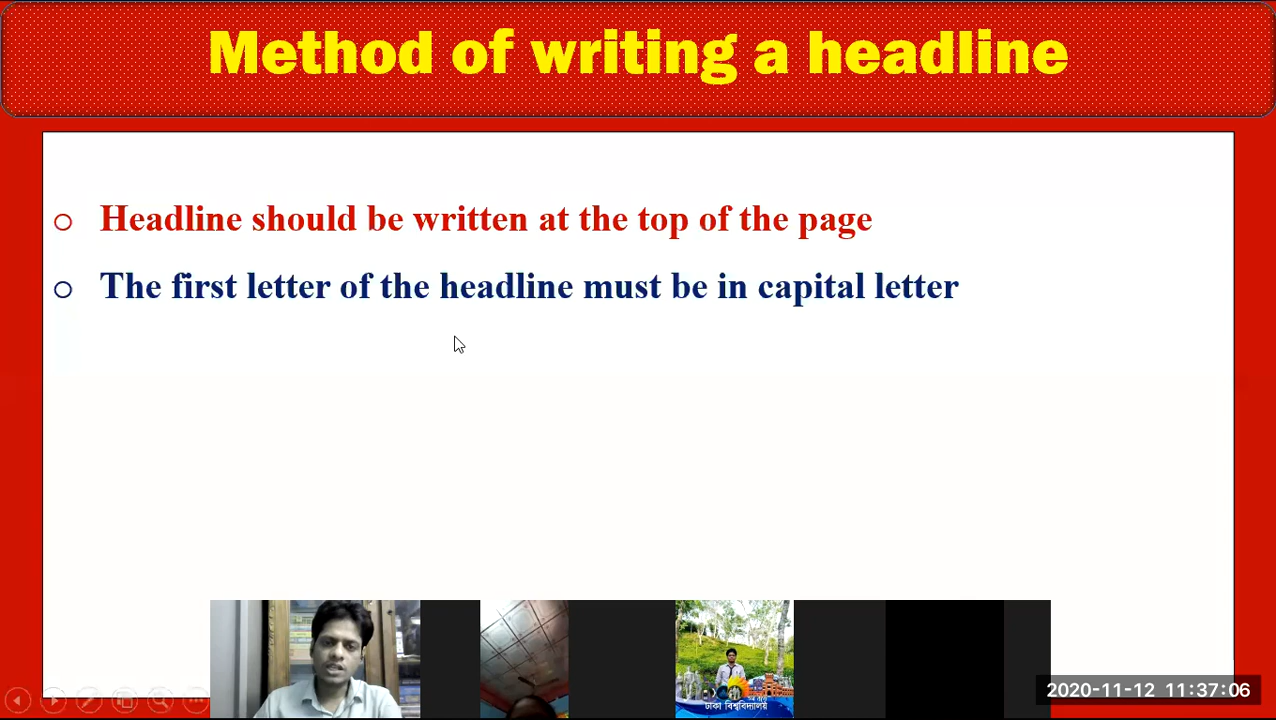 Method of writing a headline
Headline should be written at the top of the page
The first letter of the headline must be in capital letter
ঢাকা বিশ্ববিদ্যালয়
2020-11-12 11:37:06